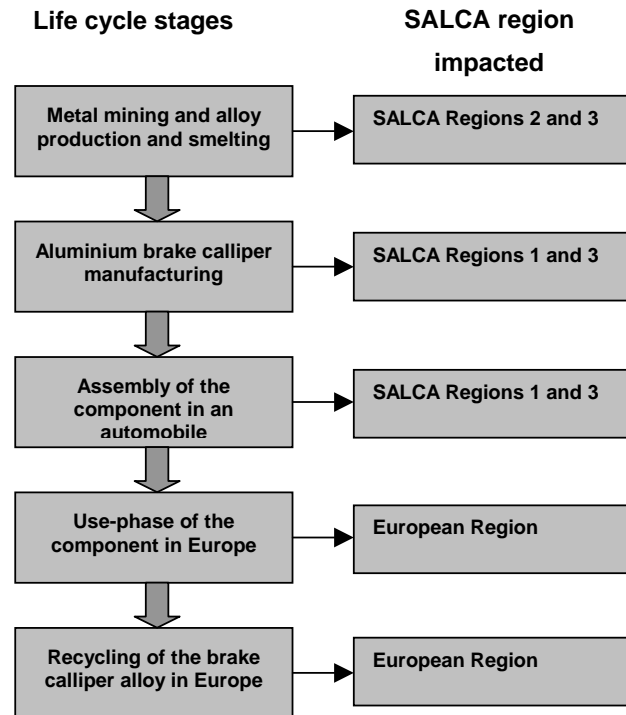 Life cycle stages
SALCA region
impacted
Metal mining and alloy
production and smelting
SALCA Regions 2 and 3
Aluminium brake calliper
manufacturing
SALCA Regions 1 and 3
Assembly of the
component in an
automobile
SALCA Regions 1 and 3
Use-phase of the
component in Europe
European Region
Recycling of the brake
calliper alloy in Europe
European Region